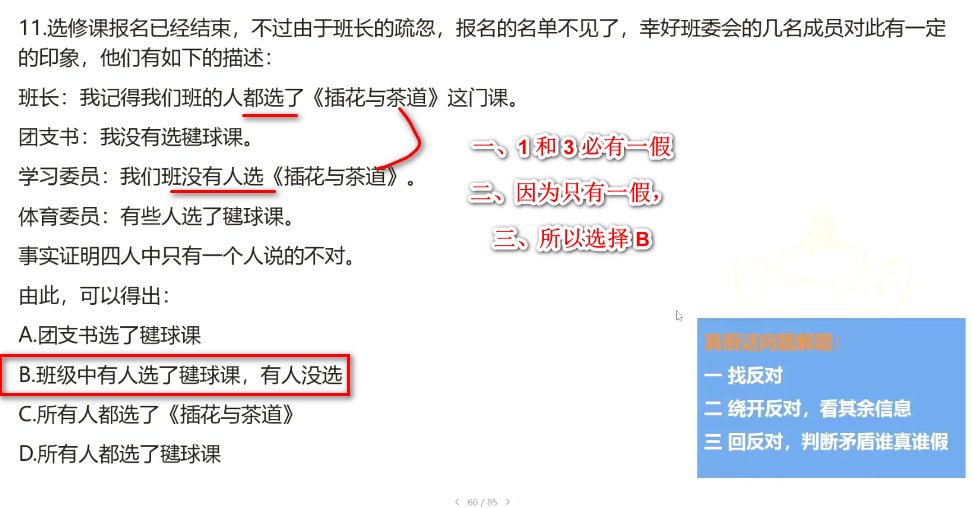 11.选修课报名已经结束，不过由于班长的疏忽，报名的名单不见了，幸好班委会的几名成员对此有一定
的印象，他们有如下的描述：
班长：我记得我们班的人都选了《插花与茶道》这门课。
团支书：我没有选毽球课。
学习委员：我们班没有人选《插花与茶道》。
体育委员：有些人选了毽球课。
事实证明四人中只有一个人说的不对。
由此，可以得出：
A.团支书选了毽球课
B.班级中有人选了毽球课，有人没选
C.所有人都选了《插花与茶道》
D.所有人都选了毽球课
一、1 和 3 必有一假
二、因为只有一假，
三、所以选择 B
真假话问题解题：
一 找反对
二 绕开反对，看其余信息
三 回反对，判断矛盾谁真谁假
< 60 / 85 >